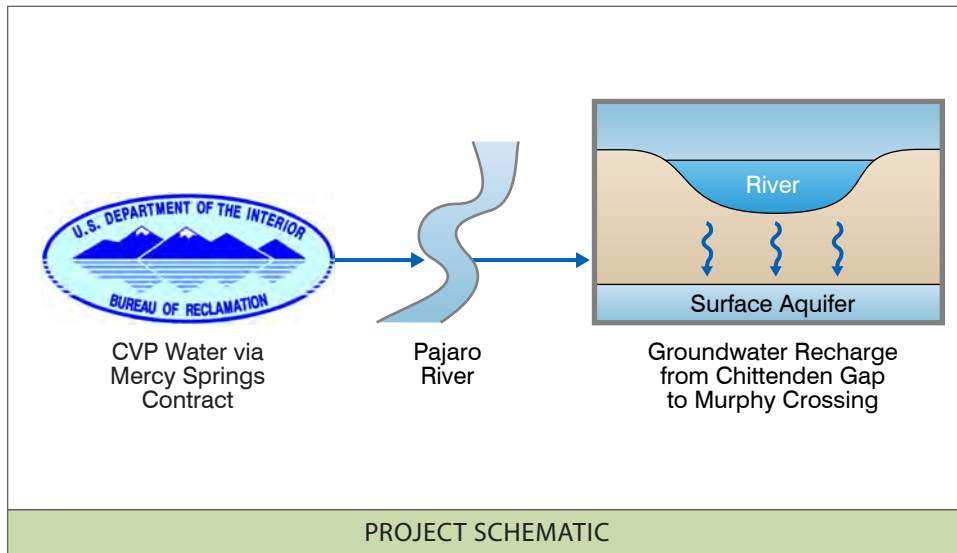 U.S. DEPARTMENT OF THE INTERIOR
BUREAU OF RECLAMATION
CVP Water via
Mercy Springs
Contract
Pajaro
River
River
Surface Aquifer
Groundwater Recharge
from Chittenden Gap
to Murphy Crossing
PROJECT SCHEMATIC